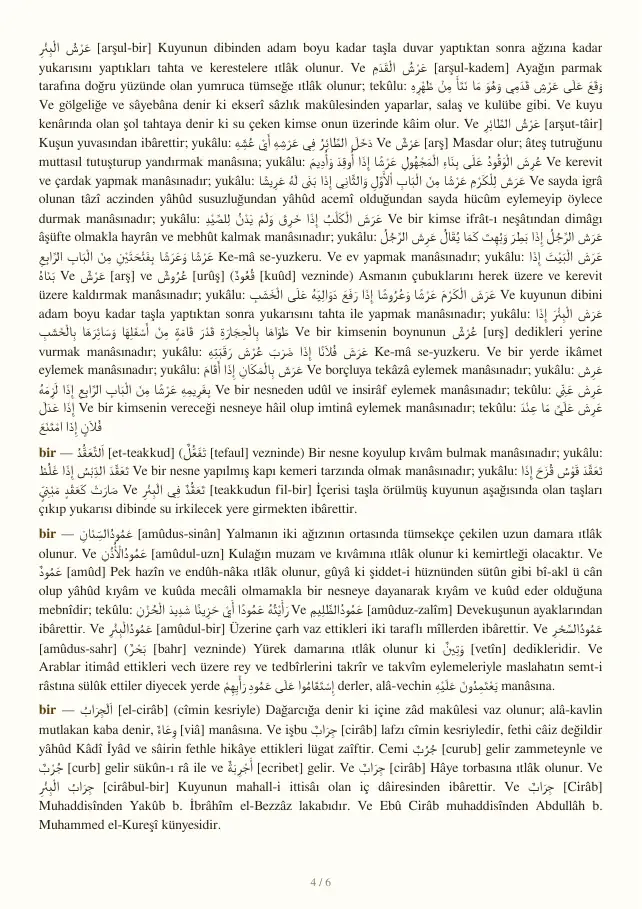 عَرْشُ الْبِئْرِ [arşul-bir] Kuyunun dibinden adam boyu kadar taşla duvar yaptıktan sonra ağzına kadar
yukarısını yaptıkları tahta ve kerestelere ıtlâk olunur. Ve عَرْشُ الْقَدَمِ [arşul-kadem] Ayağın parmak
tarafına doğru yüzünde olan yumruca tümseğe ıtlâk olunur; tekûlu: وَقَعَ عَلَى عَرْشِ قَدَمِي وَهُوَ مَا نَتَأَ مِنْ ظَهْرِهِ
Ve gölgeliğe ve sâyebâna denir ki ekserî sâzlık makûlesinden yaparlar, salaş ve kulübe gibi. Ve kuyu
kenârında olan şol tahtaya denir ki su çeken kimse onun üzerinde kâim olur. Ve عَرْشُ الطَّائِرِ [arşut-tâir]
Kuşun yuvasından ibârettir; yukâlu: دَخَلَ الطَّائِرُ فِي عَرْشِهِ أَيْ عُشِّهِ Ve عَرْشٌ [arş] Masdar olur; âteş tutruğunu
muttasıl tutuşturup yandırmak manâsına; yukâlu: عُرِشَ الْوَقُودُ عَلَى بِنَاءِ الْمَجْهُولِ عَرْشًا إِذَا أُوقِدَ وَأُدِيمَ Ve kerevit
ve çardak yapmak manâsınadır; yukâlu: عَرَشَ لِلْكَرْمِ عَرْشًا مِنَ الْبَابِ الْأَوَّلِ وَالثَّانِي إِذَا بَنَى لَهُ عَرِيشًا Ve sayda igrâ
olunan tâzî aczinden yâhûd susuzluğundan yâhûd acemî olduğundan sayda hücûm eylemeyip öylece
durmak manâsınadır; yukâlu: عَرَشَ الْكَلْبُ إِذَا خَرِقَ وَلَمْ يَدْنُ لِلصَّيْدِ Ve bir kimse ifrât-ı neşâtından dimâgı
âşüfte olmakla hayrân ve mebhût kalmak manâsınadır; yukâlu: عَرَشَ الرَّجُلُ إِذَا بَطِرَ وَبُهِتَ كَمَا يُقَالُ عَرِشَ الرَّجُلُ
عَرْشًا وَعَرَشًا بِفَتْحَتَيْنِ مِنَ الْبَابِ الرَّابِعِ Ke-mâ se-yuzkeru. Ve ev yapmak manâsınadır; yukâlu: عَرَشَ الْبَيْتَ إِذَا
بَنَاهُ Ve عَرْشٌ [arş] ve عُرُوشٌ [urûş] (قُعُودٌ [kuûd] vezninde) Asmanın çubuklarını herek üzere ve kerevit
üzere kaldırmak manâsınadır; yukâlu: عَرَشَ الْكَرْمَ عَرْشًا وَعُرُوشًا إِذَا رَفَعَ دَوَالِيَهُ عَلَى الْخَشَبِ Ve kuyunun dibini
adam boyu kadar taşla yaptıktan sonra yukarısını tahta ile yapmak manâsınadır; yukâlu: عَرَشَ الْبِئْرَ إِذَا
طَوَاهَا بِالْحِجَارَةِ قَدْرَ قَامَةٍ مِنْ أَسْفَلِهَا وَسَائِرَهَا بِالْخَشَبِ Ve bir kimsenin boynunun عُرْشٌ [urş] dedikleri yerine
vurmak manâsınadır; yukâlu: عَرَشَ فُلَانًا إِذَا ضَرَبَ عُرْشَ رَقَبَتِهِ Ke-mâ se-yuzkeru. Ve bir yerde ikâmet
eylemek manâsınadır; yukâlu: عَرَشَ بِالْمَكَانِ إِذَا أَقَامَ Ve borçluya tekâzâ eylemek manâsınadır; yukâlu: عَرِشَ
بِغَرِيمِهِ عَرْشًا مِنَ الْبَابِ الرَّابِعِ إِذَا لَزِمَهُ Ve bir nesneden udûl ve insirâf eylemek manâsınadır; tekûlu: عَرِشَ عَنِّي
إِذَا عَدَلَ Ve bir kimsenin vereceği nesneye hâil olup imtinâ eylemek manâsınadır; tekûlu: عَرِشَ عَلَيَّ مَا عِنْدَ
فُلَانٍ إِذَا امْتَنَعَ
bir — اَلتَّعَقُّدُ [et-teakkud] (تَفَعُّلٌ [tefaul] vezninde) Bir nesne koyulup kıvâm bulmak manâsınadır; yukâlu:
تَعَقَّدَ الدِّبْسُ إِذَا غَلُظَ Ve bir nesne yapılmış kapı kemeri tarzında olmak manâsınadır; yukâlu: تَعَقَّدَ قَوْسُ قُزَحَ إِذَا
صَارَتْ كَعَقْدٍ مَبْنِيٍّ Ve تَعَقُّدٌ فِي الْبِئْرِ [teakkudun fil-bir] İçerisi taşla örülmüş kuyunun aşağısında olan taşları
çıkıp yukarısı dibinde su irkilecek yere girmekten ibârettir.
bir — عَمُودُالسِّنَانِ [amûdus-sinân] Yalmanın iki ağızının ortasında tümsekçe çekilen uzun damara ıtlâk
olunur. Ve عَمُودُالْأُذُنِ [amûdul-uzn] Kulağın muzam ve kıvâmına ıtlâk olunur ki kemirtleği olacaktır. Ve
عَمُودٌ [amûd] Pek hazîn ve endûh-nâka ıtlâk olunur, gûyâ ki şiddet-i hüznünden sütûn gibi bî-akl ü cân
olup yâhûd kıyâm ve kuûda mecâli olmamakla bir nesneye dayanarak kıyâm ve kuûd eder olduğuna
mebnîdir; tekûlu: رَأَيْتُهُ عَمُودًا أَيْ حَزِينًا شَدِيدَ الْحُزْنِ Ve عَمُودُالظَّلِيمِ [amûduz-zalîm] Devekuşunun ayaklarından
ibârettir. Ve عَمُودُالْبِئْرِ [amûdul-bir] Üzerine çarh vaz ettikleri iki taraflı mîllerden ibârettir. Ve عَمُودُالسَّحْرِ
[amûdus-sahr] (بَحْرٌ [bahr] vezninde) Yürek damarına ıtlâk olunur ki وَتِينٌ [vetîn] dedikleridir. Ve
Arablar itimâd ettikleri vech üzere rey ve tedbîrlerini takrîr ve takvîm eylemeleriyle maslahatın semt-i
râstına sülûk ettiler diyecek yerde إِسْتَقَامُوا عَلَى عَمُودِ رَأْيِهِمْ derler, alâ-vechin يَعْتَمِدُونَ عَلَيْهِ manâsına.
bir — اَلْجِرَابُ [el-cirâb] (cîmin kesriyle) Dağarcığa denir ki içine zâd makûlesi vaz olunur; alâ-kavlin
mutlakan kaba denir, وِعَاءٌ [viâ] manâsına. Ve işbu جِرَابٌ [cirâb] lafzı cîmin kesriyledir, fethi câiz değildir
yâhûd Kâdî İyâd ve sâirin fethle hikâye ettikleri lügat zaîftir. Cemi جُرُبٌ [curub] gelir zammeteynle ve
جُرْبٌ [curb] gelir sükûn-ı râ ile ve أَجْرِبَةٌ [ecribet] gelir. Ve جِرَابٌ [cirâb] Hâye torbasına ıtlâk olunur. Ve
جِرَابُ الْبِئْرِ [cirâbul-bir] Kuyunun mahall-i ittisâı olan iç dâiresinden ibârettir. Ve جِرَابٌ [Cirâb]
Muhaddisînden Yakûb b. İbrâhîm el-Bezzâz lakabıdır. Ve Ebû Cirâb muhaddisînden Abdullâh b.
Muhammed el-Kureşî künyesidir.
4 / 6